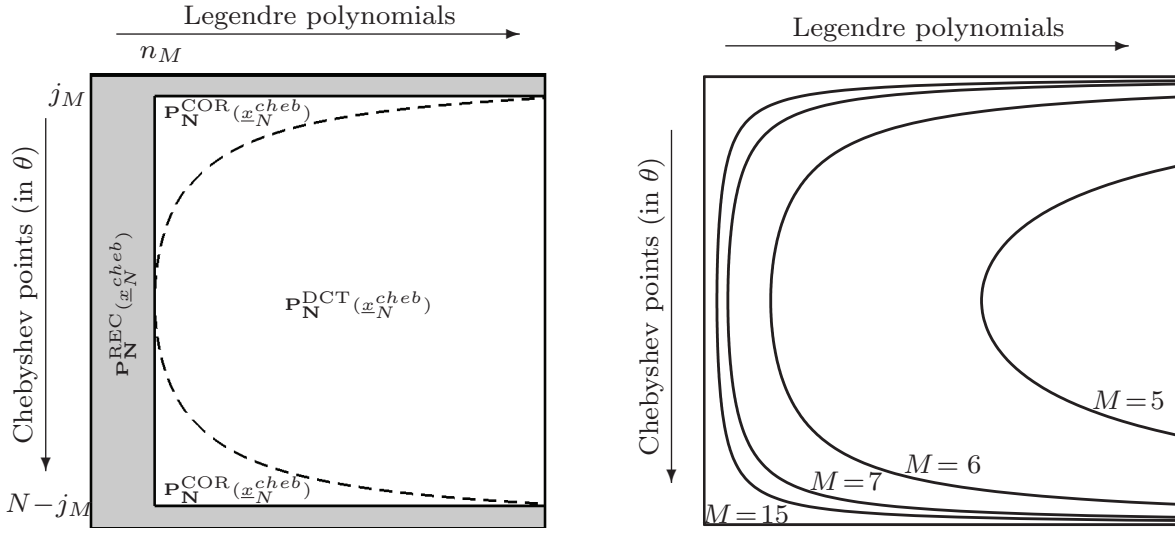 Legendre polynomials
n_M
j_M
P_N^COR(x_N^cheb)
Chebyshev points (in θ)
P_N^REC(x_N^cheb)
P_N^DCT(x_N^cheb)
P_N^COR(x_N^cheb)
N−j_M
Legendre polynomials
Chebyshev points (in θ)
M=5
M=6
M=7
M=15